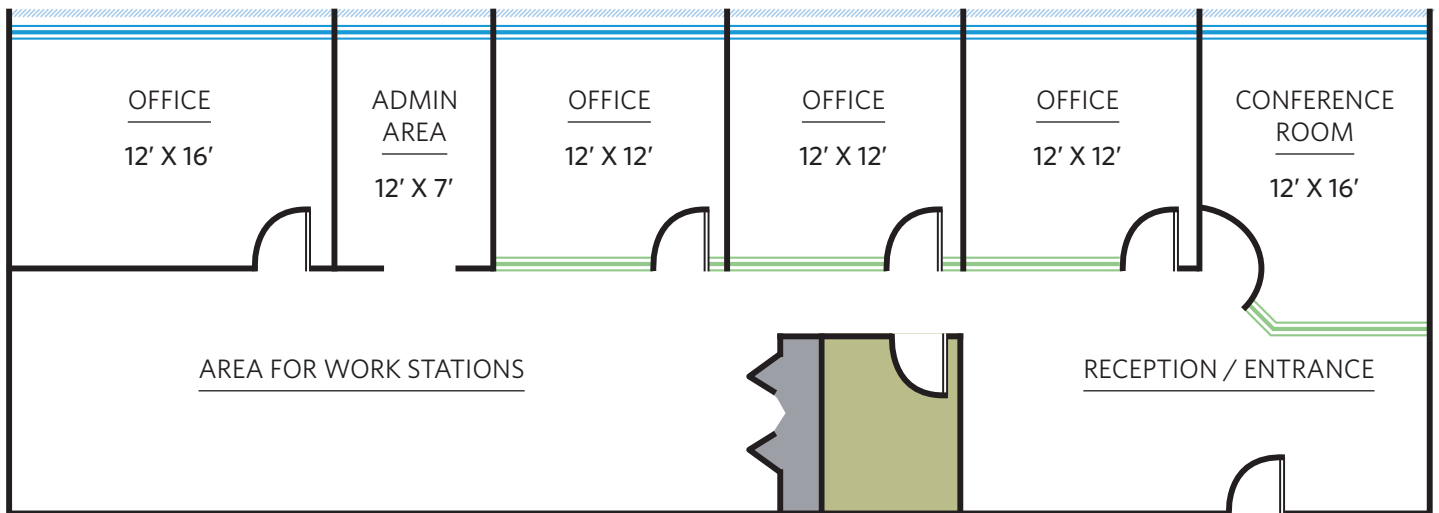 OFFICE
12' X 16'
ADMIN
AREA
12' X 7'
OFFICE
12' X 12'
OFFICE
12' X 12'
OFFICE
12' X 12'
CONFERENCE
ROOM
12' X 16'
AREA FOR WORK STATIONS
RECEPTION / ENTRANCE